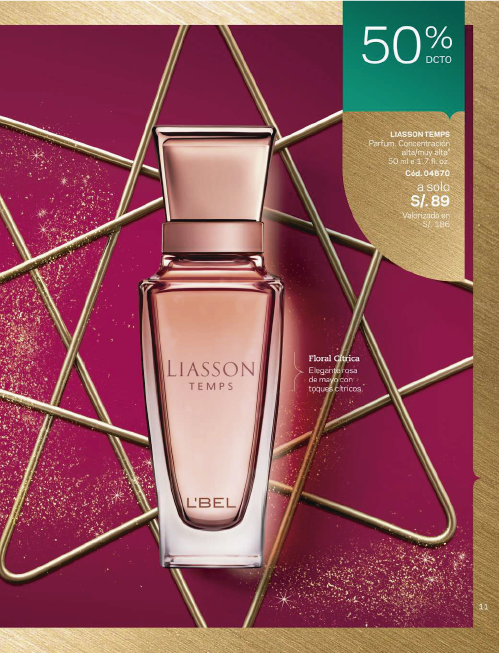 50%
DCTO
LIASSON TEMPS
Parfum. Concentración
alta/muy alta
50 ml e 1.7 fl. oz.
Cód. 04870
a solo
S/. 89
Valorizado en
S/. 186
LIASSON
TEMPS
Floral Cítrica
Elegante rosa
de mayo con
toques cítricos.
L'BEL
11